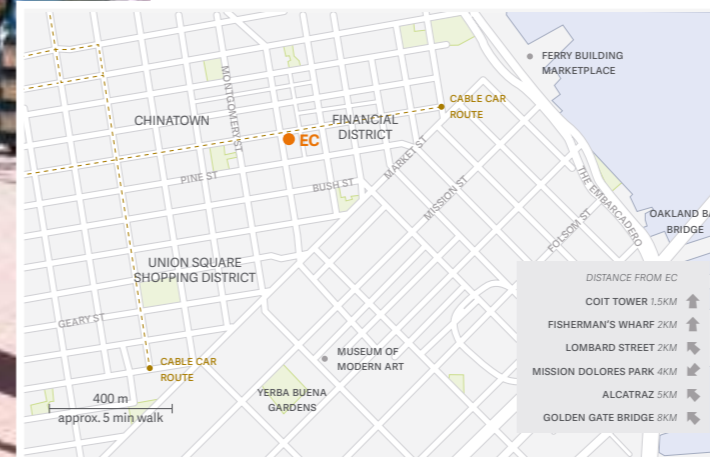 FERRY BUILDING
MARKETPLACE
MONTGOMERY ST
CABLE CAR
ROUTE
CHINATOWN
FINANCIAL
DISTRICT
EC
MARKET ST
PINE ST
BUSH ST
MISSION ST
THE EMBARCADERO
FOLSOM ST
OAKLAND BA
BRIDGE
UNION SQUARE
SHOPPING DISTRICT
GEARY ST
DISTANCE FROM EC
COIT TOWER 1.5KM
FISHERMAN'S WHARF 2KM
LOMBARD STREET 2KM
MISSION DOLORES PARK 4KM
ALCATRAZ 5KM
GOLDEN GATE BRIDGE 8KM
MUSEUM OF
MODERN ART
CABLE CAR
ROUTE
YERBA BUENA
GARDENS
400 m
approx. 5 min walk